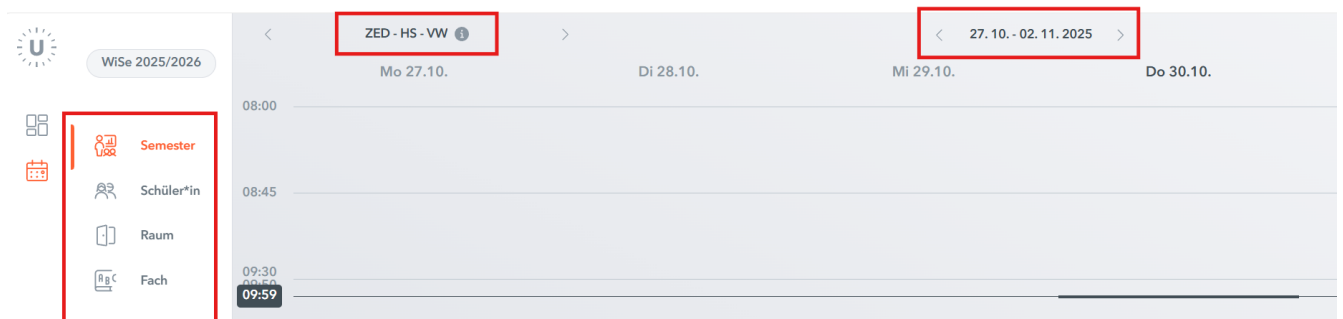 U
WiSe 2025/2026
Semester
Schüler*in
Raum
ABC
Fach
< ZED - HS - VW i >
< 27. 10. - 02. 11. 2025 >
Mo 27.10. Di 28.10. Mi 29.10. Do 30.10.
08:00
08:45
09:30
09:59